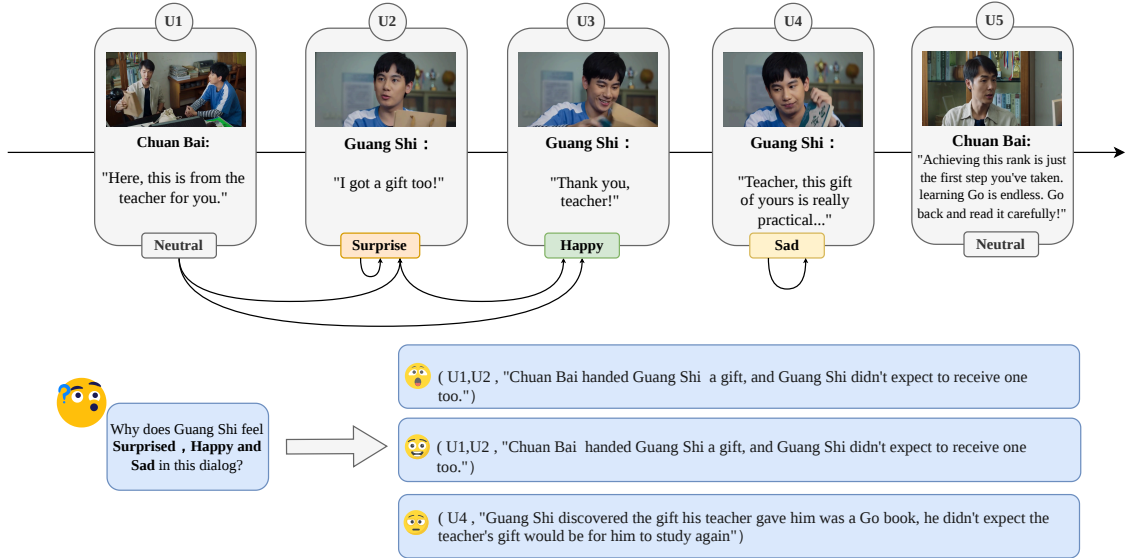 U1
U2
U3
U4
U5
Chuan Bai:
"Here, this is from the
teacher for you."
Neutral
Guang Shi：
"I got a gift too!"
Surprise
Guang Shi：
"Thank you,
teacher!"
Happy
Guang Shi：
"Teacher, this gift
of yours is really
practical..."
Sad
Chuan Bai:
"Achieving this rank is just
the first step you've taken.
learning Go is endless. Go
back and read it carefully!"
Neutral
Why does Guang Shi feel
Surprised , Happy and
Sad in this dialog?
( U1,U2 , "Chuan Bai handed Guang Shi a gift, and Guang Shi didn't expect to receive one
too."）
( U1,U2 , "Chuan Bai handed Guang Shi a gift, and Guang Shi didn't expect to receive one
too."）
( U4 , "Guang Shi discovered the gift his teacher gave him was a Go book, he didn't expect the
teacher's gift would be for him to study again"）